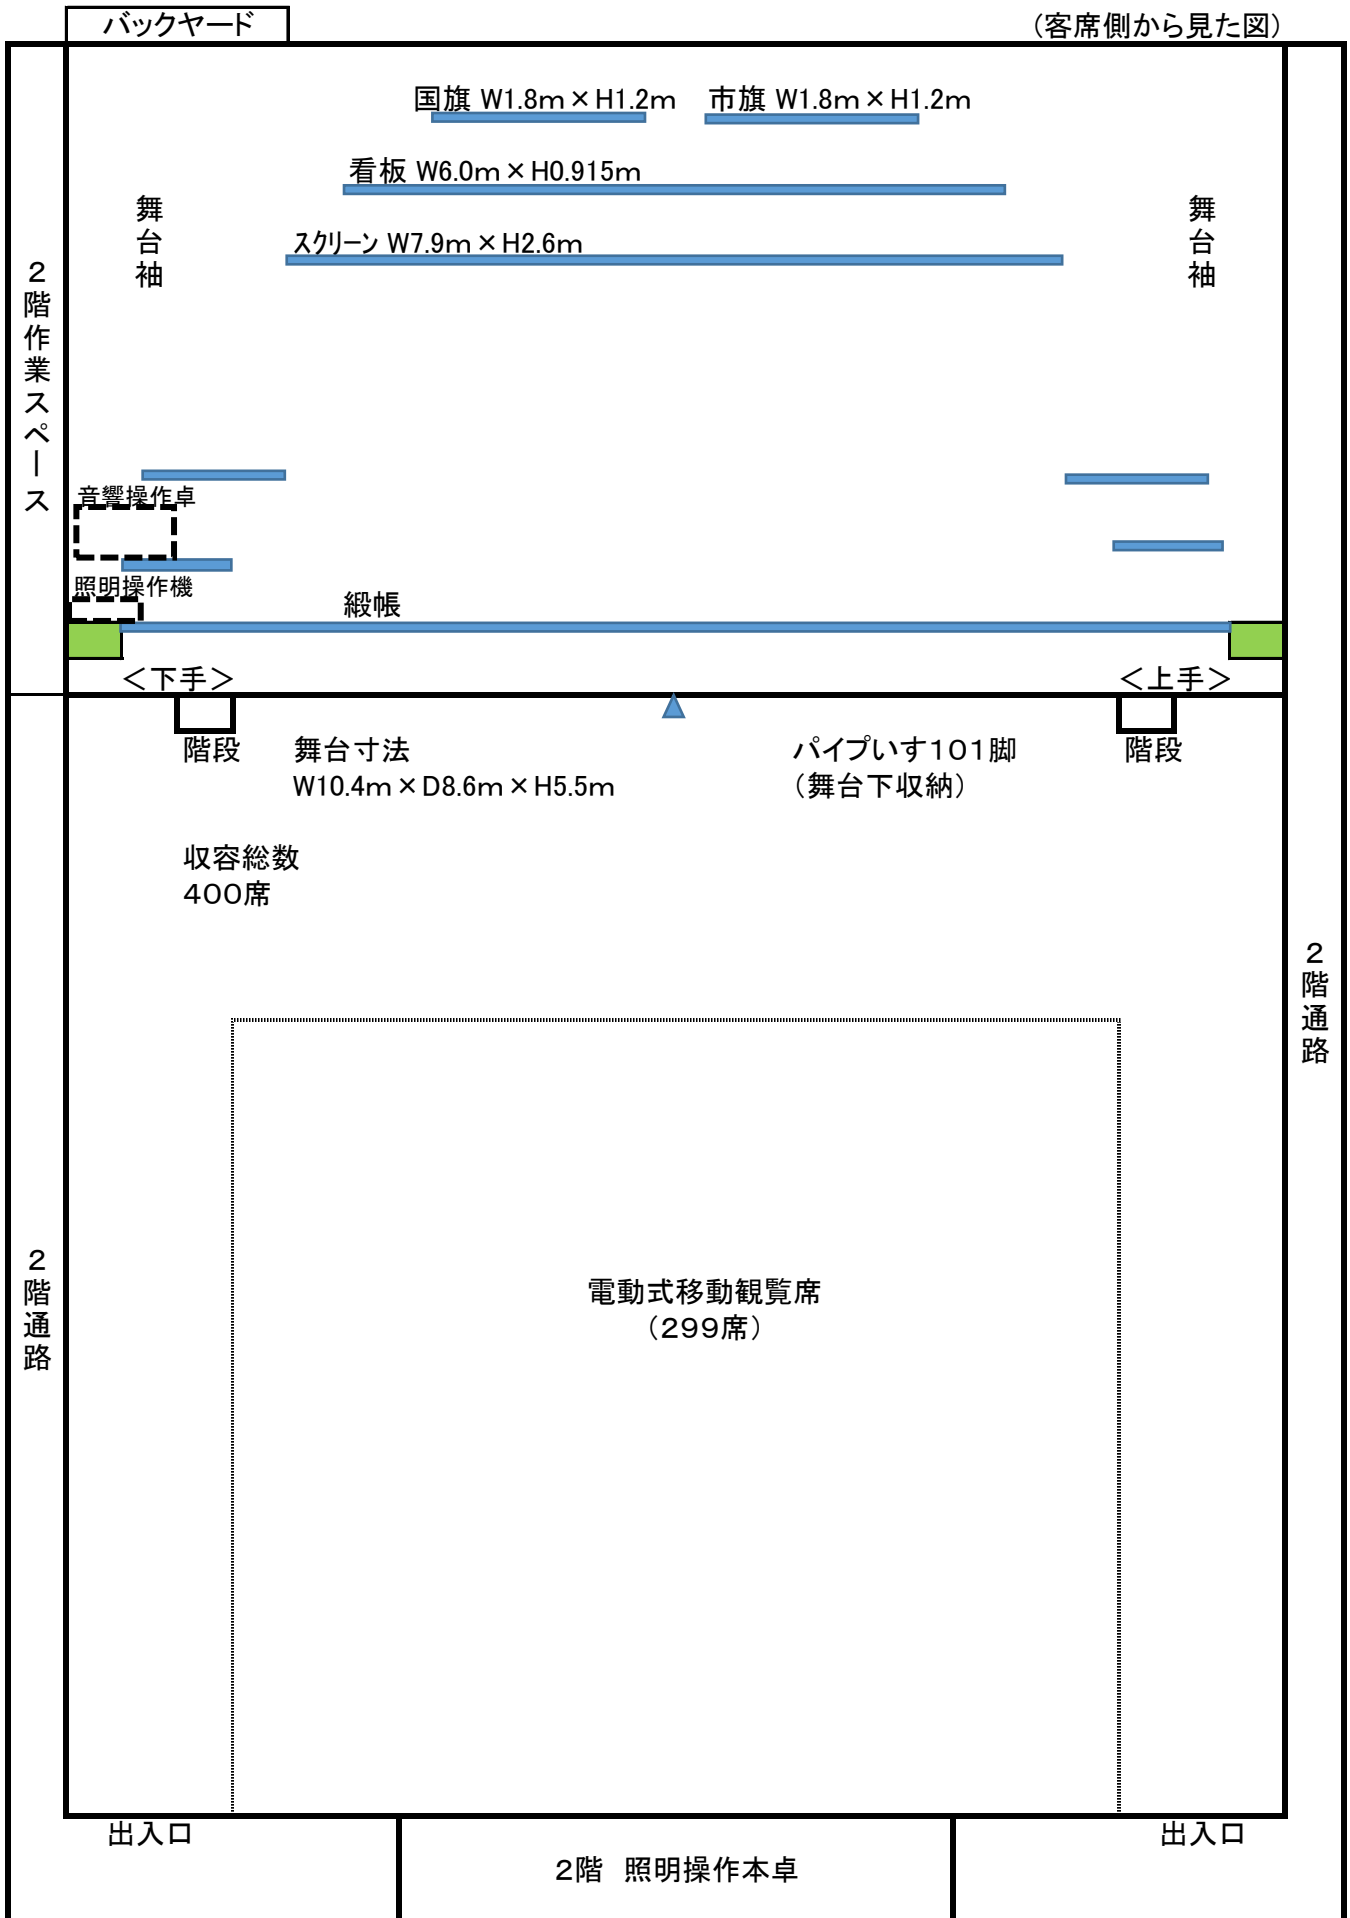 バックヤード
（客席側から見た図）
国旗 W1.8ｍ×H1.2ｍ
市旗 W1.8ｍ×H1.2ｍ
看板 W6.0ｍ×H0.915ｍ
舞台袖
舞台袖
スクリーン W7.9ｍ×H2.6ｍ
２階作業スペース
音響操作卓
照明操作機
緞帳
＜下手＞
＜上手＞
階段
舞台寸法
W10.4ｍ×D8.6ｍ×H5.5ｍ
パイプいす１０１脚
（舞台下収納）
階段
収容総数
４００席
２階通路
２階通路
電動式移動観覧席
（２９９席）
出入口
出入口
２階　照明操作本卓